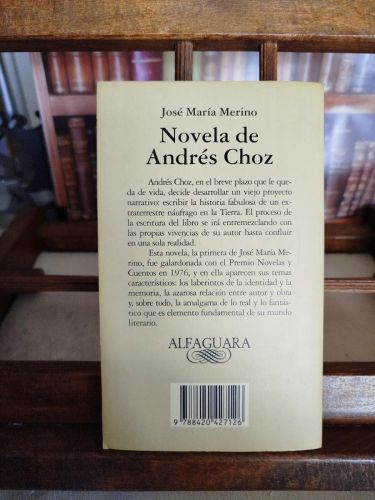 José María Merino
Novela de
Andrés Choz
Andrés Choz, en el breve plazo que le que-
da de vida, decide desarrollar un viejo proyecto
narrativo: escribir la historia fabulosa de un ex-
traterrestre náufrago en la Tierra. El proceso de
la escritura del libro se irá entremezclando con
las propias vivencias de su autor hasta confluir
en una sola realidad.
Esta novela, la primera de José María Me-
rino, fue galardonada con el Premio Novelas y
Cuentos en 1976, y en ella aparecen sus temas
característicos: los laberintos de la identidad y la
memoria, la azarosa relación entre autor y obra
y, sobre todo, la amalgama de lo real y lo fantás-
tico que es elemento fundamental de su mundo
literario.
ALFAGUARA
9 788420 427126